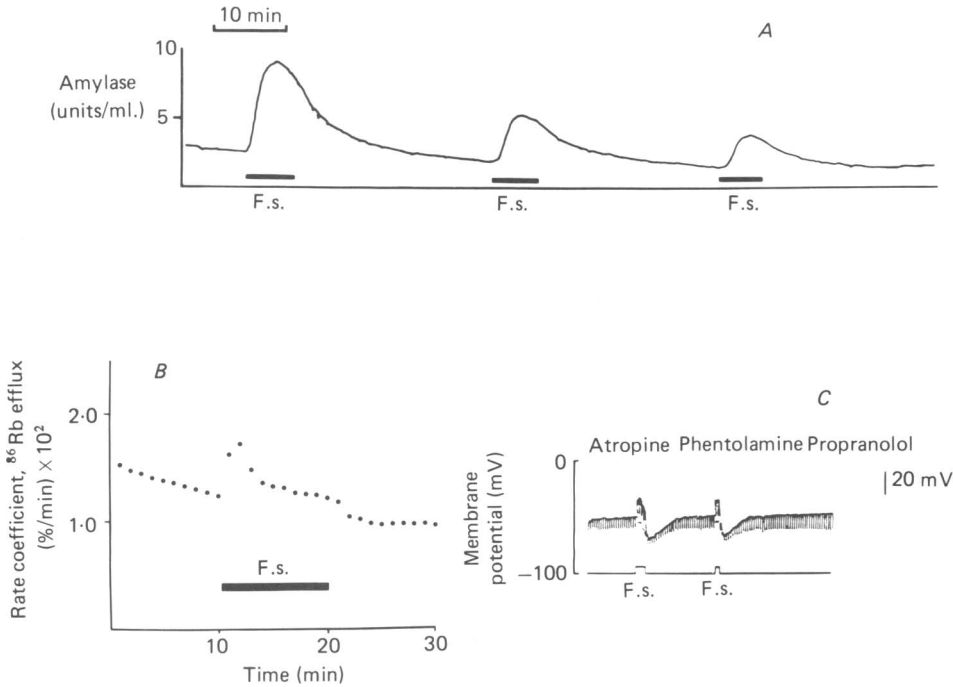 10 min
A
10
Amylase
(units/ml.)
5
F.s. F.s. F.s.
B
Rate coefficient, ⁸⁶Rb efflux
(%/min) × 10²
2·0
1·0
F.s.
10 20 30
Time (min)
C
Atropine Phentolamine Propranolol
0
20 mV
Membrane
potential (mV)
−100
F.s. F.s.